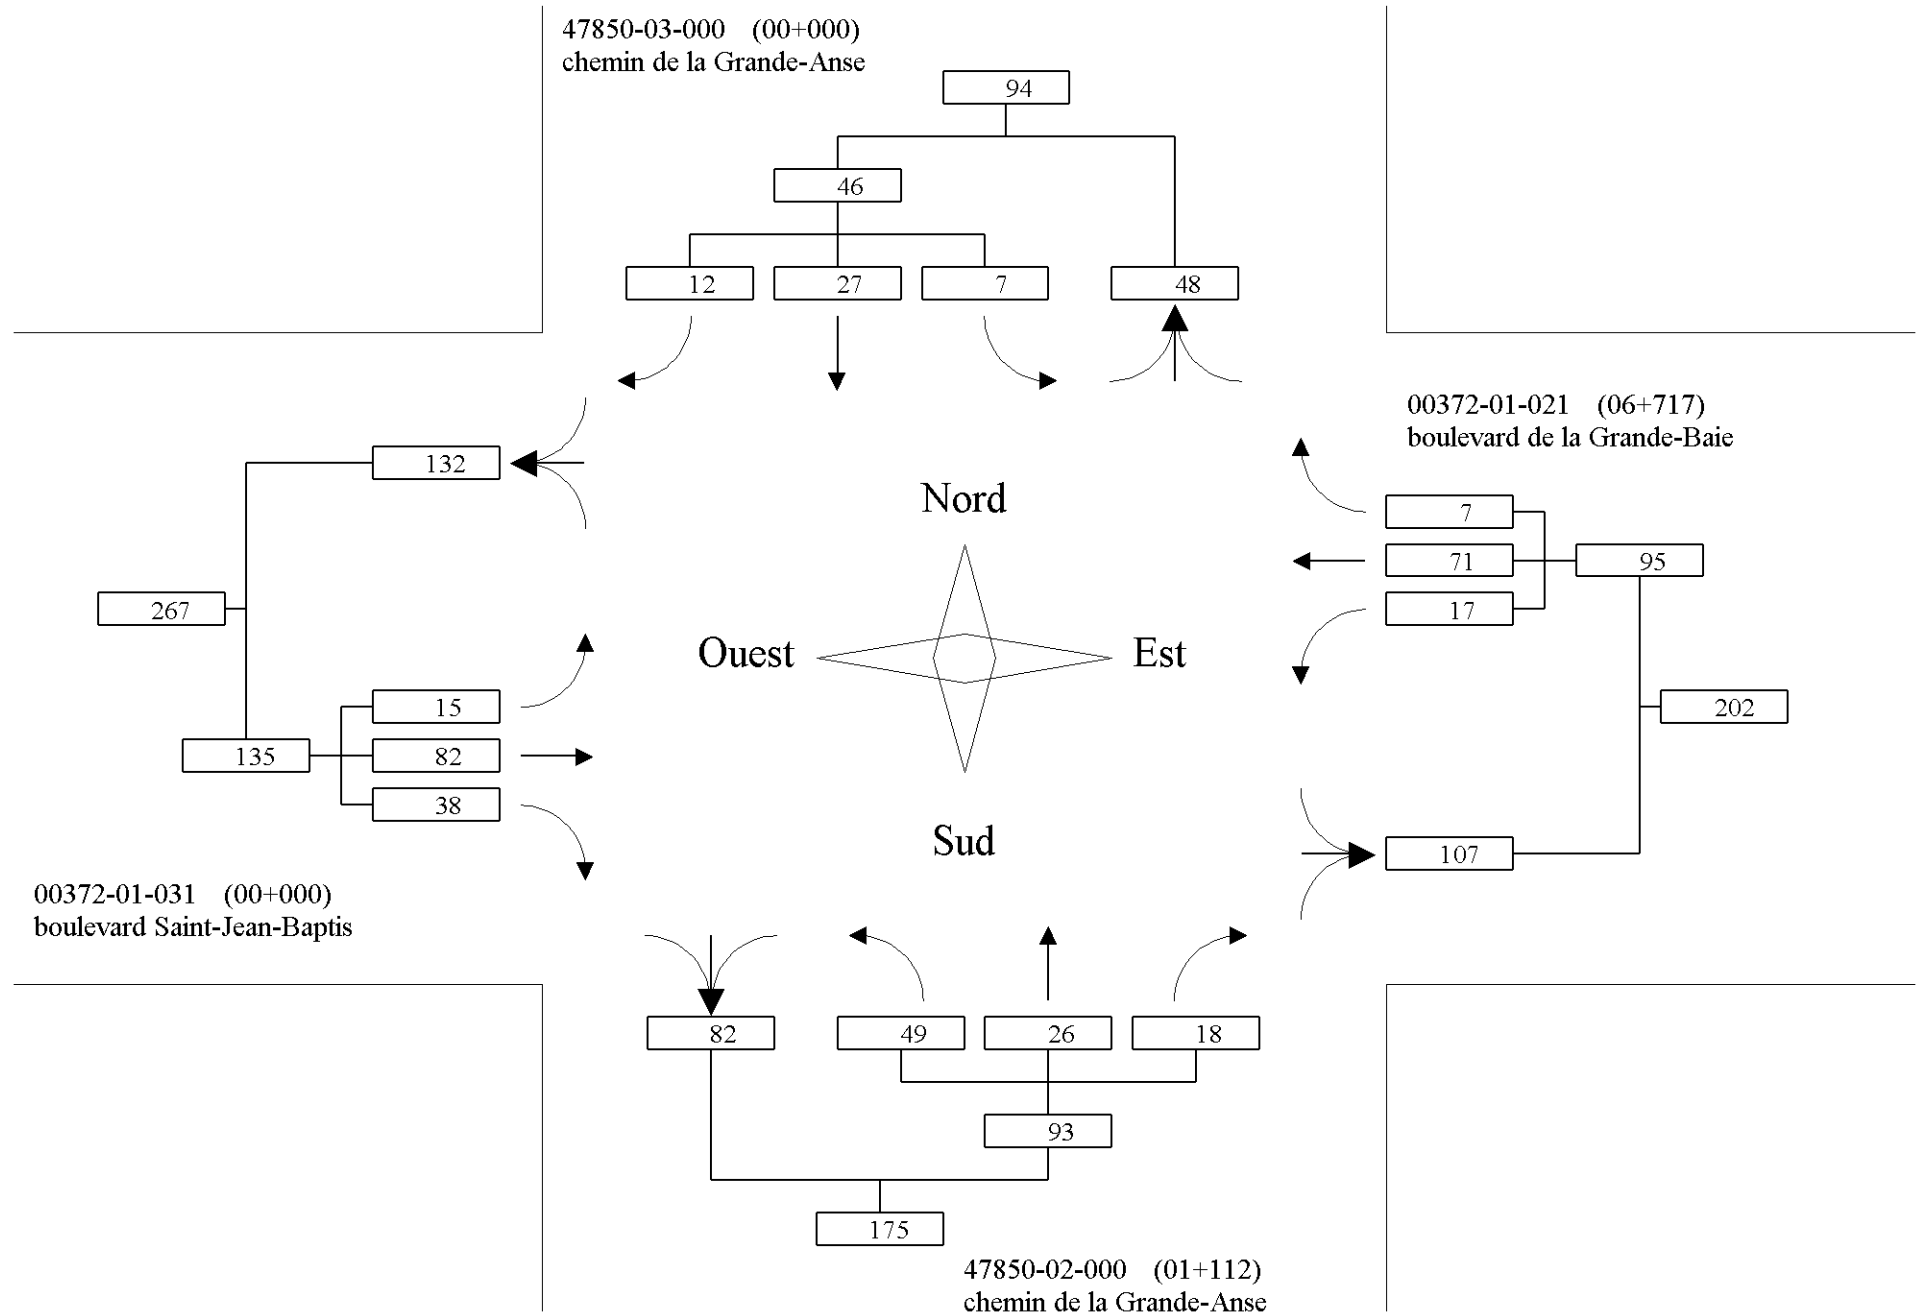 47850-03-000 (00+000)
chemin de la Grande-Anse
94
46
12 27 7 48
00372-01-021 (06+717)
boulevard de la Grande-Baie
132
Nord
7
71 95
17
267
Ouest Est
15
202
135 82
38
Sud
107
00372-01-031 (00+000)
boulevard Saint-Jean-Baptis
82 49 26 18
93
175
47850-02-000 (01+112)
chemin de la Grande-Anse